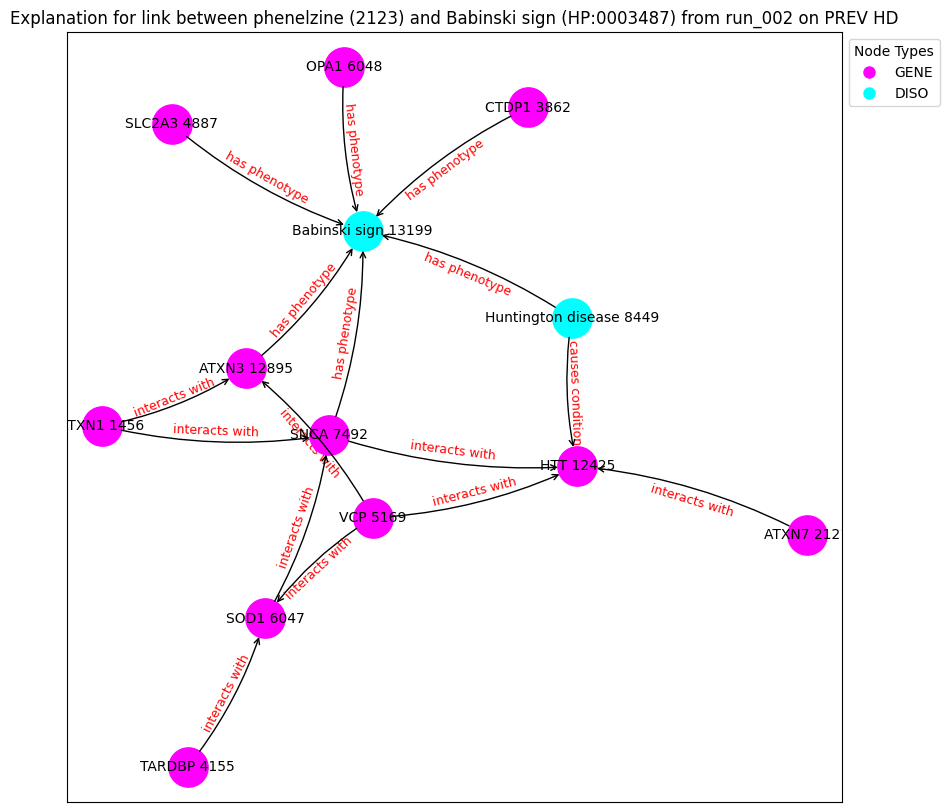 Explanation for link between phenelzine (2123) and Babinski sign (HP:0003487) from run_002 on PREV HD
Node Types
GENE
DISO
OPA1 6048
CTDP1 3862
SLC2A3 4887
has phenotype
has phenotype
has phenotype
Babinski sign 13199
has phenotype
has phenotype
Huntington disease 8449
has phenotype
causes condition
ATXN3 12895
interacts with
TXN1 1456
interacts with
interacts with
SNCA 7492
interacts with
HTT 12425
interacts with
interacts with
VCP 5169
ATXN7 212
interacts with
interacts with
SOD1 6047
interacts with
TARDBP 4155